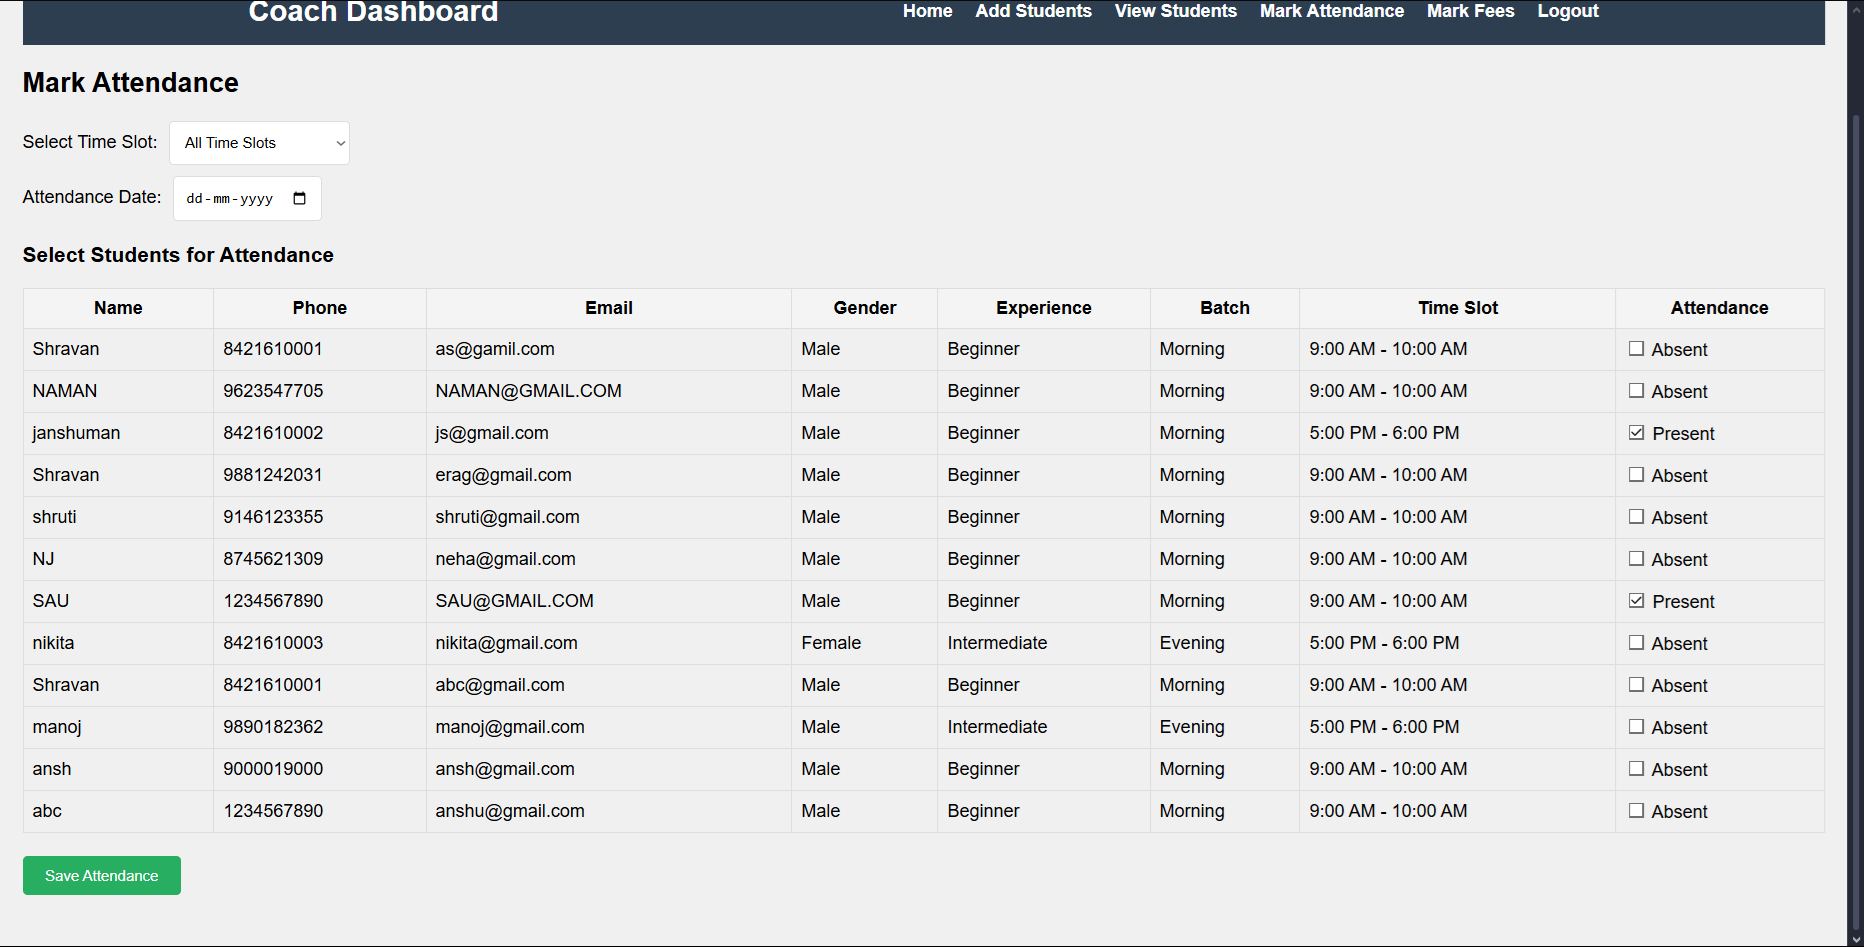 Coach Dashboard Home Add Students View Students Mark Attendance Mark Fees Logout
Mark Attendance
Select Time Slot: All Time Slots
Attendance Date: dd-mm-yyyy
Select Students for Attendance
Name Phone Email Gender Experience Batch Time Slot Attendance
Shravan 8421610001 as@gamil.com Male Beginner Morning 9:00 AM - 10:00 AM Absent
NAMAN 9623547705 NAMAN@GMAIL.COM Male Beginner Morning 9:00 AM - 10:00 AM Absent
janshuman 8421610002 js@gmail.com Male Beginner Morning 5:00 PM - 6:00 PM Present
Shravan 9881242031 erag@gmail.com Male Beginner Morning 9:00 AM - 10:00 AM Absent
shruti 9146123355 shruti@gmail.com Male Beginner Morning 9:00 AM - 10:00 AM Absent
NJ 8745621309 neha@gmail.com Male Beginner Morning 9:00 AM - 10:00 AM Absent
SAU 1234567890 SAU@GMAIL.COM Male Beginner Morning 9:00 AM - 10:00 AM Present
nikita 8421610003 nikita@gmail.com Female Intermediate Evening 5:00 PM - 6:00 PM Absent
Shravan 8421610001 abc@gmail.com Male Beginner Morning 9:00 AM - 10:00 AM Absent
manoj 9890182362 manoj@gmail.com Male Intermediate Evening 5:00 PM - 6:00 PM Absent
ansh 9000019000 ansh@gmail.com Male Beginner Morning 9:00 AM - 10:00 AM Absent
abc 1234567890 anshu@gmail.com Male Beginner Morning 9:00 AM - 10:00 AM Absent
Save Attendance